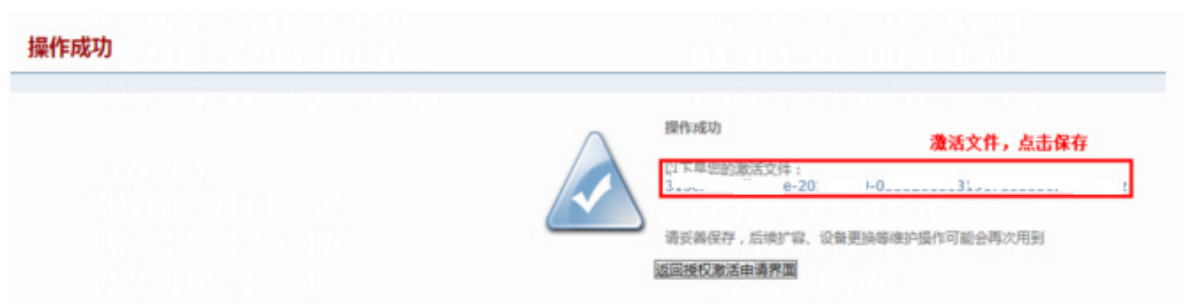 操作成功
操作成功
激活文件，点击保存
以下是您的激活文件：
e-20
请妥善保存，后续扩容、设备更换等维护操作可能会再次用到
返回授权激活申请界面